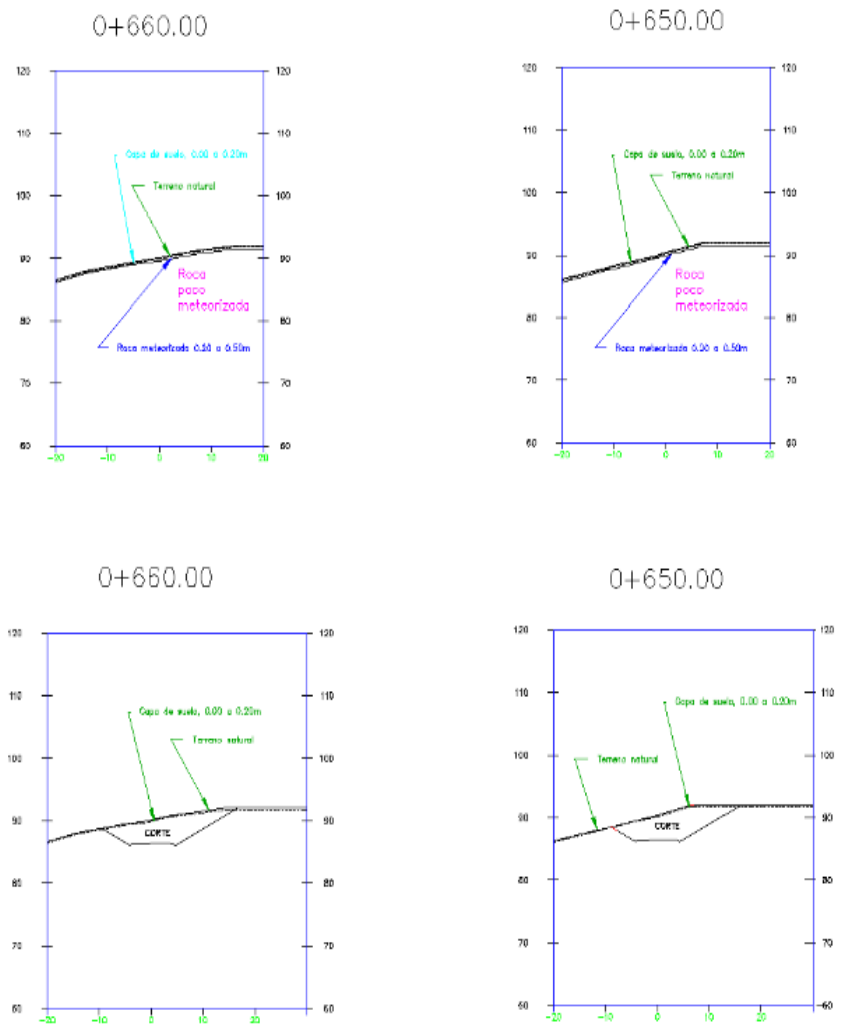 0+660.00
0+650.00
120 120
110 110
100 100
90 90
80 80
70 70
60 60
-20 -10 0 10 20
Capa de suelo, 0.00 a 0.20m
Terreno natural
Roca
poco
meteorizada
Roca meteorizada 0.20 a 0.50m
120 120
110 110
100 100
90 90
80 80
70 70
60 60
-20 -10 0 10 20
Capa de suelo, 0.00 a 0.20m
Terreno natural
Roca
poco
meteorizada
Roca meteorizada 0.20 a 0.50m
0+660.00
0+650.00
120 120
110 110
100 100
90 90
80 80
70 70
60 60
-20 -10 0 10 20
Capa de suelo, 0.00 a 0.20m
Terreno natural
CORTE
120 120
110 110
100 100
90 90
80 80
70 70
60 60
-20 -10 0 10 20
Capa de suelo, 0.00 a 0.20m
Terreno natural
CORTE